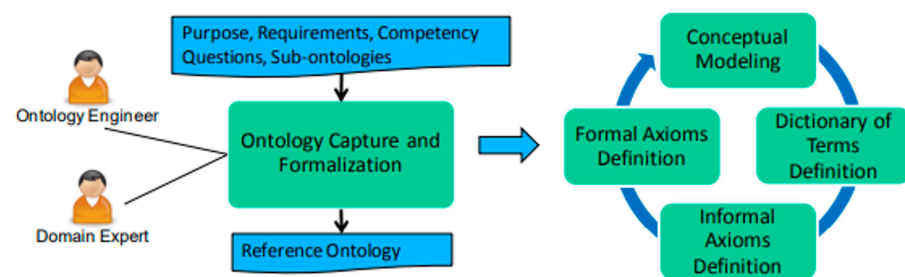 Purpose, Requirements, Competency
Questions, Sub-ontologies
Ontology Engineer
Domain Expert
Ontology Capture and
Formalization
Reference Ontology
Conceptual
Modeling
Dictionary of
Terms
Definition
Informal
Axioms
Definition
Formal Axioms
Definition